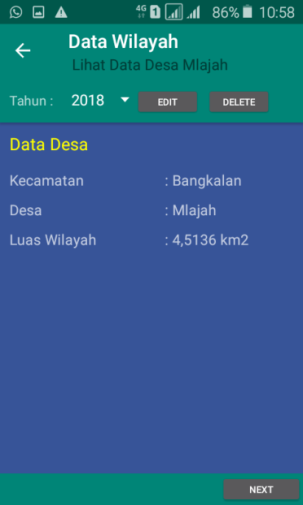 4G 1 86% 10:58
Data Wilayah
Lihat Data Desa Mlajah
Tahun : 2018 EDIT DELETE
Data Desa
Kecamatan : Bangkalan
Desa : Mlajah
Luas Wilayah : 4,5136 km2
NEXT